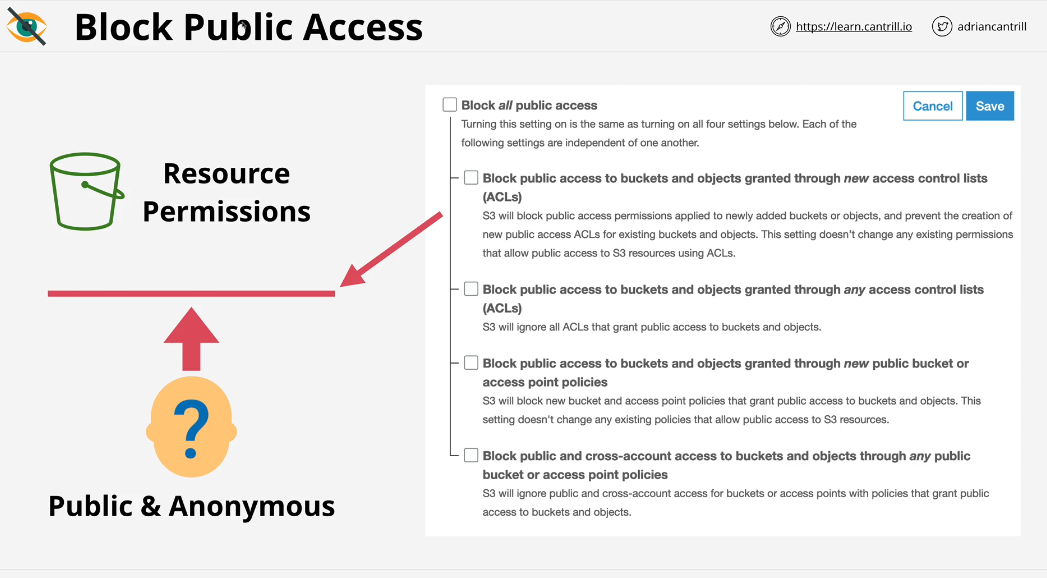 Block Public Access
https://learn.cantrill.io
adriancantrill
Resource
Permissions
?
Public & Anonymous
Block all public access
Cancel
Save
Turning this setting on is the same as turning on all four settings below. Each of the
following settings are independent of one another.
Block public access to buckets and objects granted through new access control lists
(ACLs)
S3 will block public access permissions applied to newly added buckets or objects, and prevent the creation of
new public access ACLs for existing buckets and objects. This setting doesn't change any existing permissions
that allow public access to S3 resources using ACLs.
Block public access to buckets and objects granted through any access control lists
(ACLs)
S3 will ignore all ACLs that grant public access to buckets and objects.
Block public access to buckets and objects granted through new public bucket or
access point policies
S3 will block new bucket and access point policies that grant public access to buckets and objects. This
setting doesn't change any existing policies that allow public access to S3 resources.
Block public and cross-account access to buckets and objects through any public
bucket or access point policies
S3 will ignore public and cross-account access for buckets or access points with policies that grant public
access to buckets and objects.